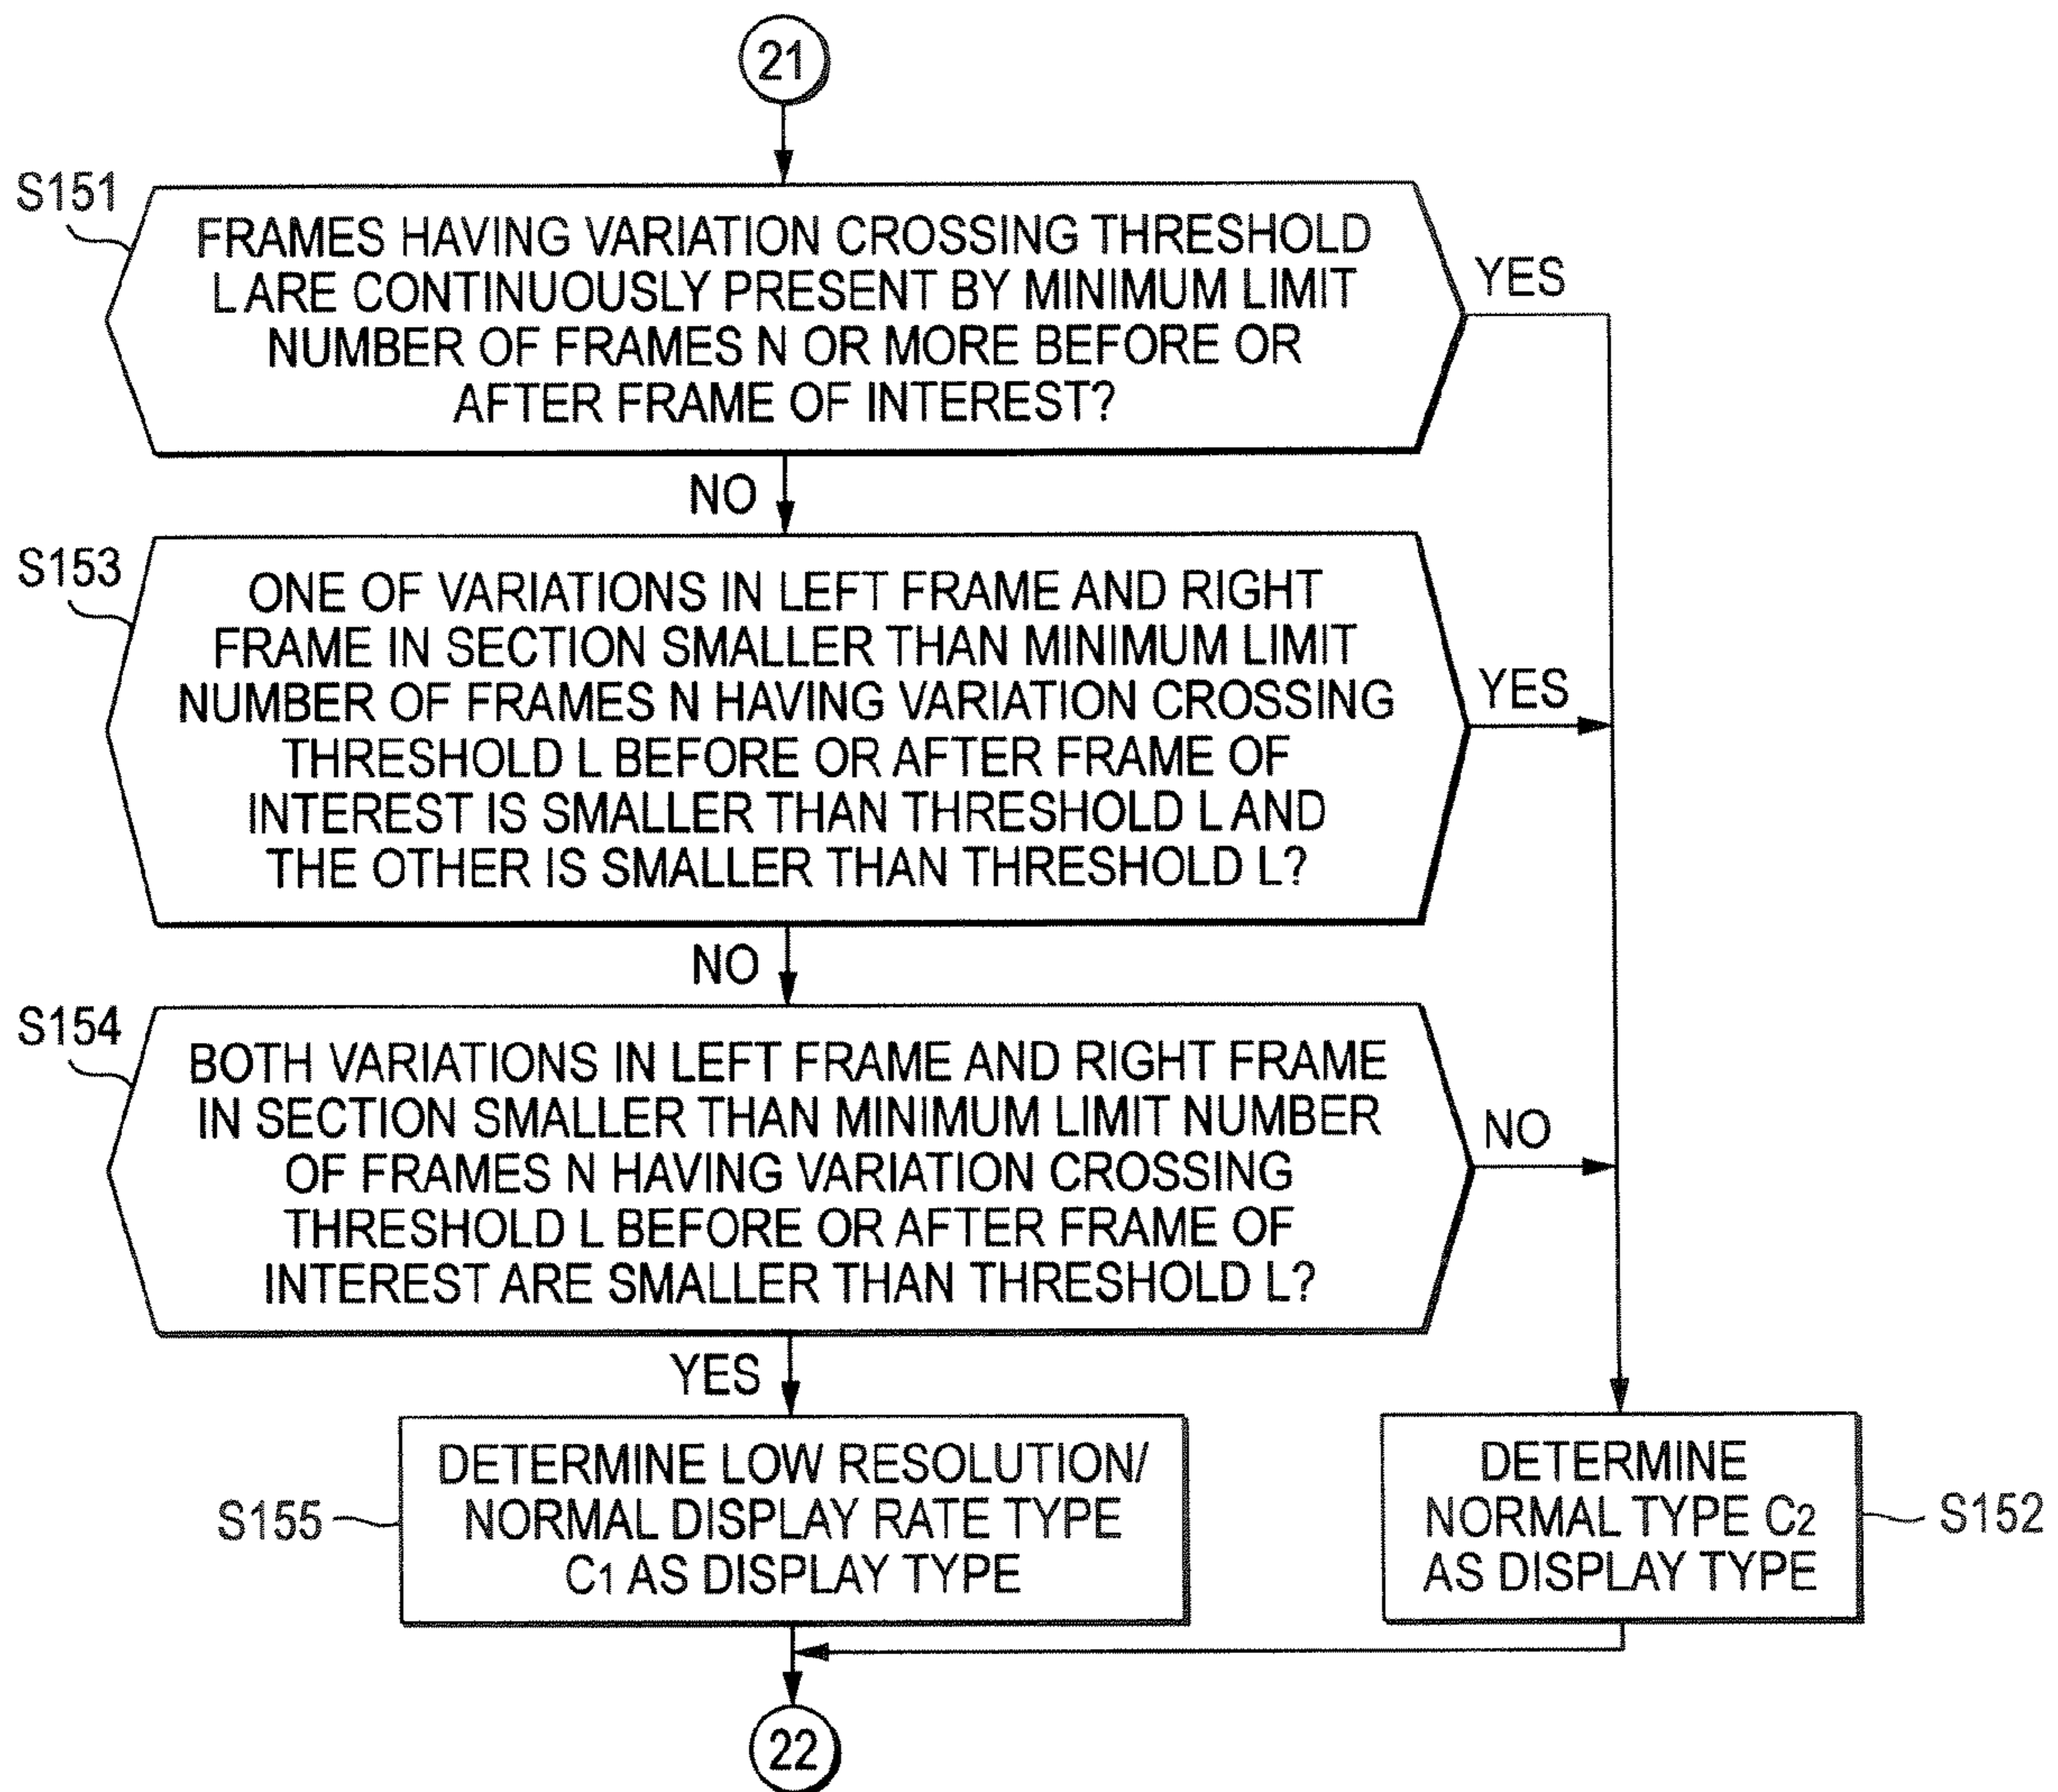 21
S151
FRAMES HAVING VARIATION CROSSING THRESHOLD
L ARE CONTINUOUSLY PRESENT BY MINIMUM LIMIT
NUMBER OF FRAMES N OR MORE BEFORE OR
AFTER FRAME OF INTEREST?
YES
NO
S153
ONE OF VARIATIONS IN LEFT FRAME AND RIGHT
FRAME IN SECTION SMALLER THAN MINIMUM LIMIT
NUMBER OF FRAMES N HAVING VARIATION CROSSING
THRESHOLD L BEFORE OR AFTER FRAME OF
INTEREST IS SMALLER THAN THRESHOLD L AND
THE OTHER IS SMALLER THAN THRESHOLD L?
YES
NO
S154
BOTH VARIATIONS IN LEFT FRAME AND RIGHT FRAME
IN SECTION SMALLER THAN MINIMUM LIMIT NUMBER
OF FRAMES N HAVING VARIATION CROSSING
THRESHOLD L BEFORE OR AFTER FRAME OF
INTEREST ARE SMALLER THAN THRESHOLD L?
NO
YES
S155
DETERMINE LOW RESOLUTION/
NORMAL DISPLAY RATE TYPE
C1 AS DISPLAY TYPE
DETERMINE
NORMAL TYPE C2
AS DISPLAY TYPE
S152
22